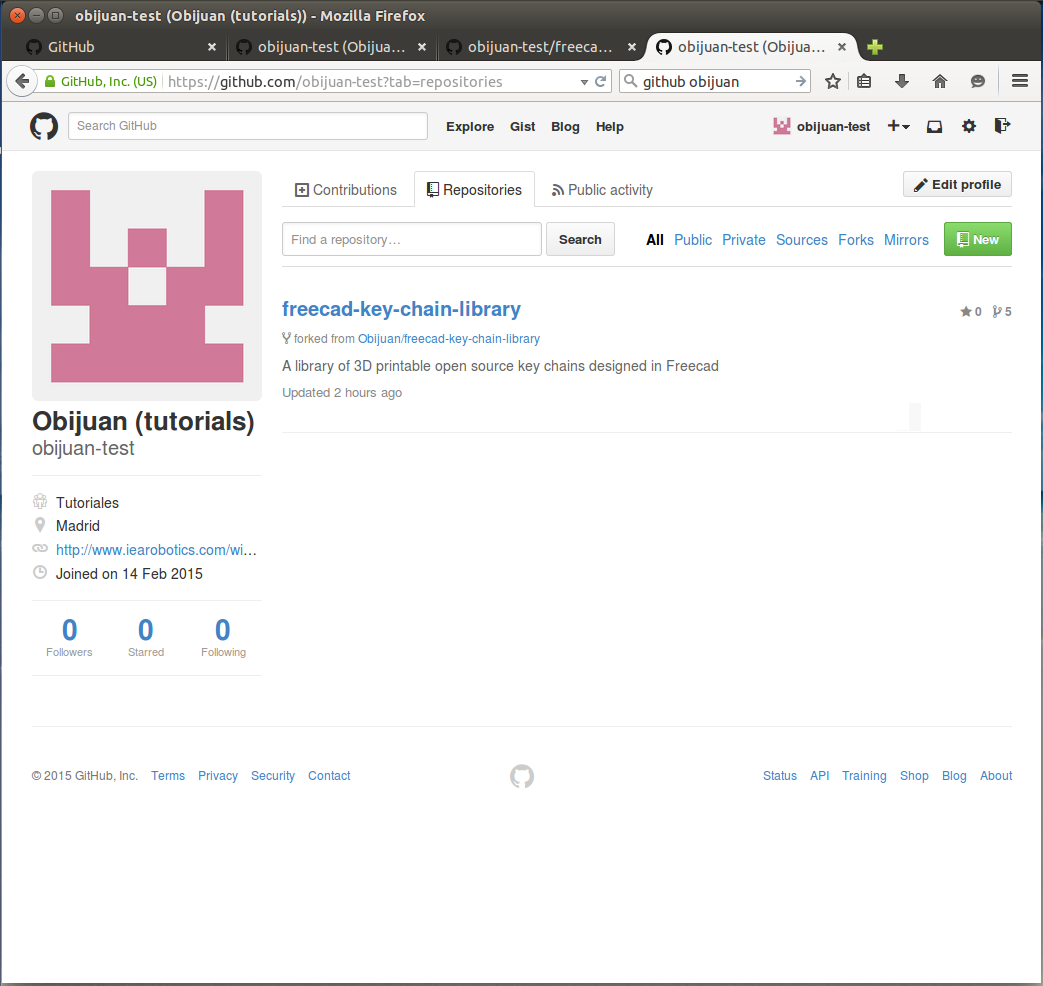 obijuan-test (Obijuan (tutorials)) - Mozilla Firefox
GitHub
obijuan-test (Obijua...
obijuan-test/freeca...
obijuan-test (Obijua...
GitHub, Inc. (US) https://github.com/obijuan-test?tab=repositories
github obijuan
Search GitHub
Explore Gist Blog Help
obijuan-test
Contributions Repositories Public activity
Edit profile
Find a repository...
Search
All Public Private Sources Forks Mirrors
New
freecad-key-chain-library
0 5
forked from Obijuan/freecad-key-chain-library
A library of 3D printable open source key chains designed in Freecad
Updated 2 hours ago
Obijuan (tutorials)
obijuan-test
Tutoriales
Madrid
http://www.iearobotics.com/wi...
Joined on 14 Feb 2015
0 0 0
Followers Starred Following
© 2015 GitHub, Inc. Terms Privacy Security Contact
Status API Training Shop Blog About